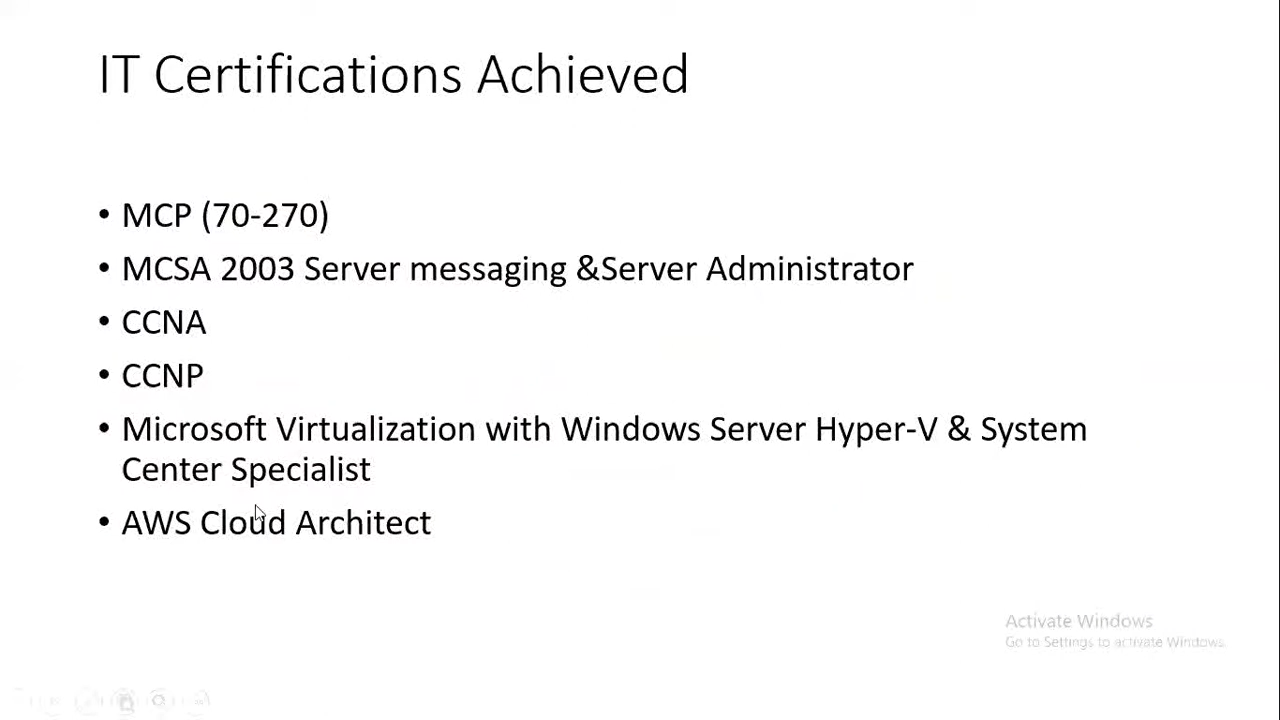 IT Certifications Achieved
• MCP (70-270)
• MCSA 2003 Server messaging &Server Administrator
• CCNA
• CCNP
• Microsoft Virtualization with Windows Server Hyper-V & System
Center Specialist
• AWS Cloud Architect
Activate Windows
Go to Settings to activate Windows.